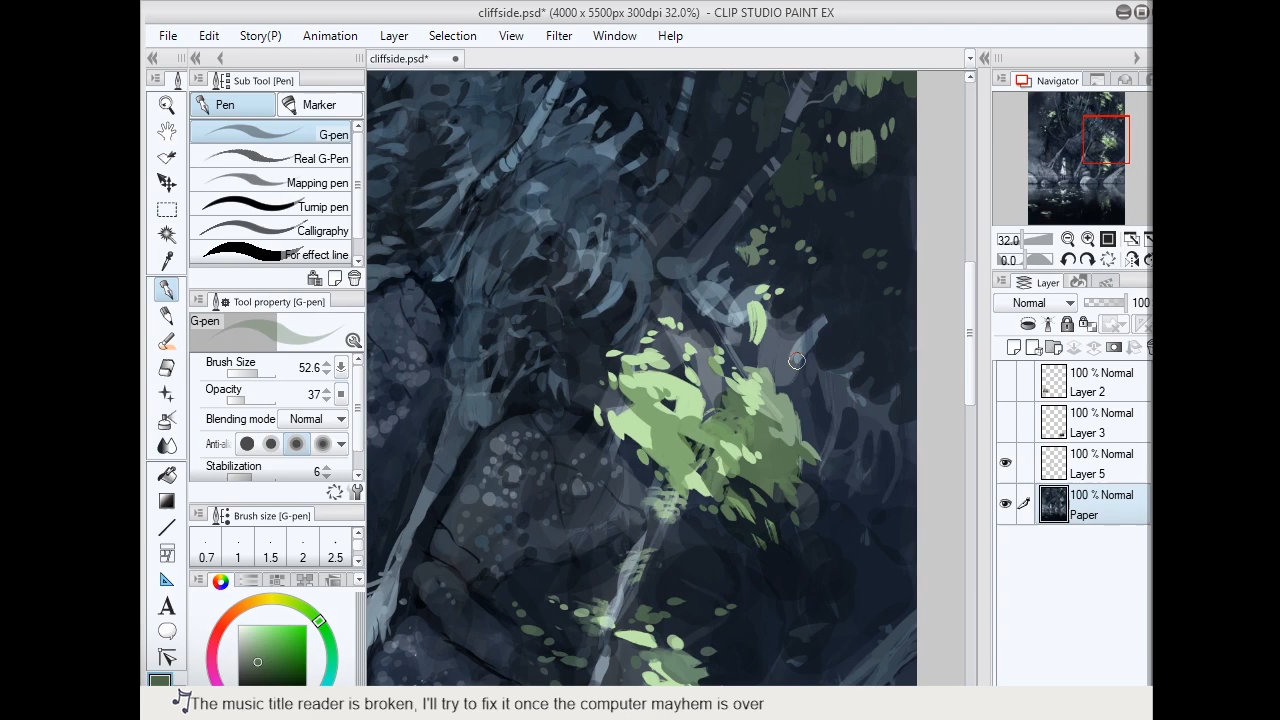 cliffside.psd* (4000 x 5500px 300dpi 32.0%)  - CLIP STUDIO PAINT EX
File Edit Story(P) Animation Layer Selection View Filter Window Help
cliffside.psd*
Sub Tool [Pen]
Pen Marker
G-pen
Real G-Pen
Mapping pen
Turnip pen
Calligraphy
For effect line
Tool property [G-pen]
G-pen
Brush Size 52.6
Opacity 37
Blending mode Normal
Anti-al
Stabilization 6
Brush size [G-pen]
0.7 1 1.5 2 2.5
Navigator
32.0
0.0
Layer
Normal 100
100 % Normal
Layer 2
100 % Normal
Layer 3
100 % Normal
Layer 5
100 % Normal
Paper
The music title reader is broken, I'll try to fix it once the computer mayhem is over